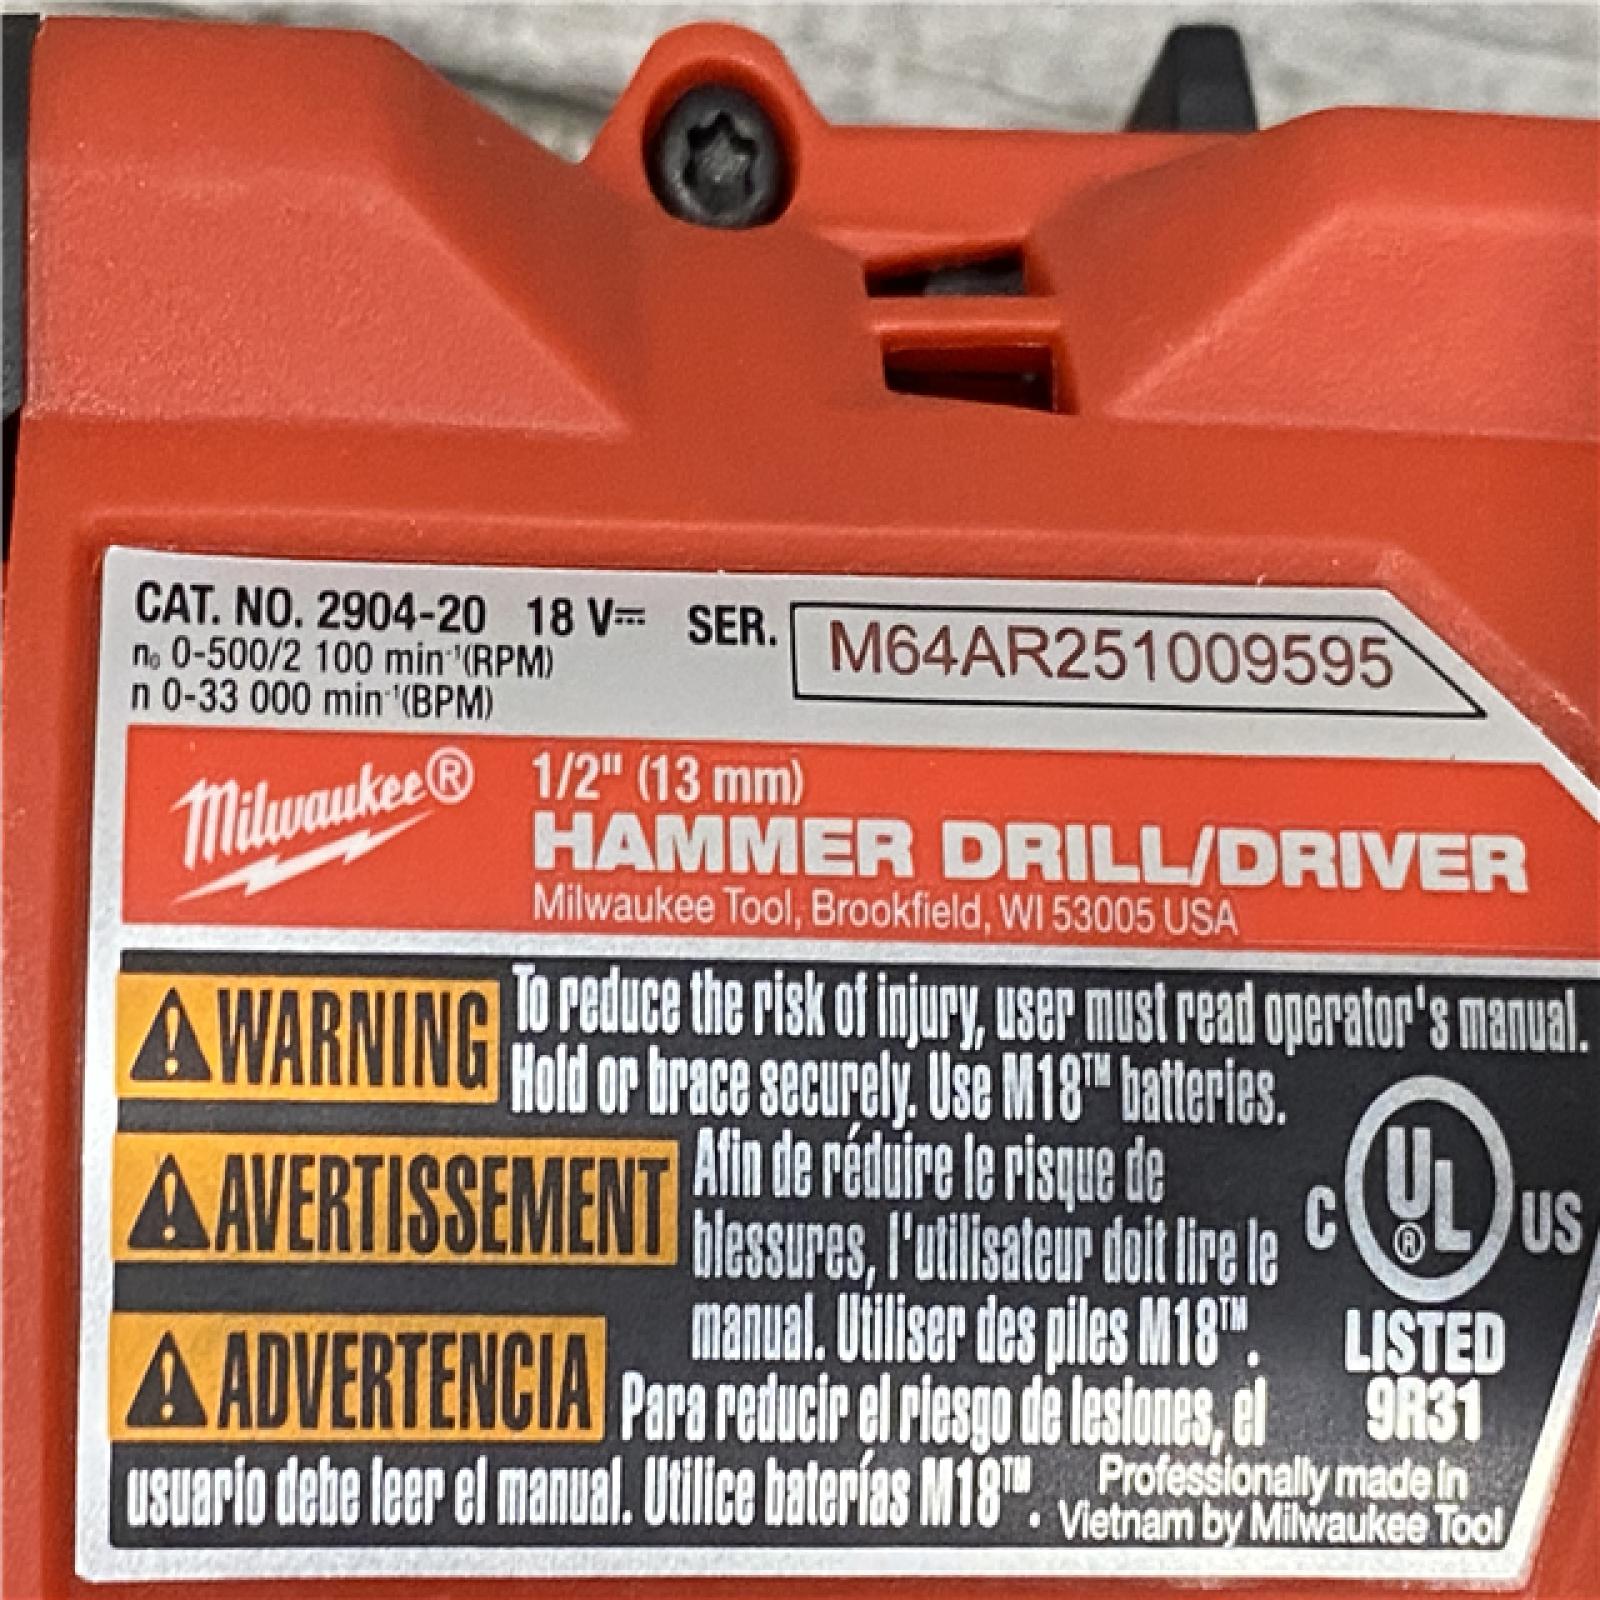 CAT. NO. 2904-20 18 V⎓ SER. M64AR251009595
n₀ 0-500/2 100 min⁻¹(RPM)
n 0-33 000 min⁻¹(BPM)
Milwaukee®
1/2" (13 mm)
HAMMER DRILL/DRIVER
Milwaukee Tool, Brookfield, WI 53005 USA
⚠WARNING To reduce the risk of injury, user must read operator's manual.
Hold or brace securely. Use M18™ batteries.
⚠AVERTISSEMENT Afin de réduire le risque de
blessures, l'utilisateur doit lire le
manual. Utiliser des piles M18™.
⚠ADVERTENCIA Para reducir el riesgo de lesiones, el
usuario debe leer el manual. Utilice baterías M18™.
C UL® US
LISTED
9R31
Professionally made in
Vietnam by Milwaukee Tool